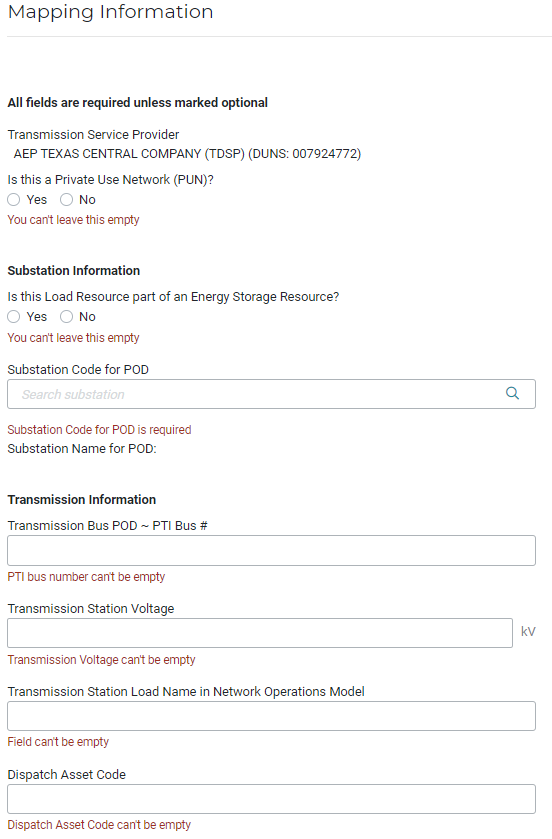 Mapping Information
All fields are required unless marked optional
Transmission Service Provider
AEP TEXAS CENTRAL COMPANY (TDSP) (DUNS: 007924772)
Is this a Private Use Network (PUN)?
Yes No
You can't leave this empty
Substation Information
Is this Load Resource part of an Energy Storage Resource?
Yes No
You can't leave this empty
Substation Code for POD
Search substation
Substation Code for POD is required
Substation Name for POD:
Transmission Information
Transmission Bus POD ~ PTI Bus #
PTI bus number can't be empty
Transmission Station Voltage
kV
Transmission Voltage can't be empty
Transmission Station Load Name in Network Operations Model
Field can't be empty
Dispatch Asset Code
Dispatch Asset Code can't be empty